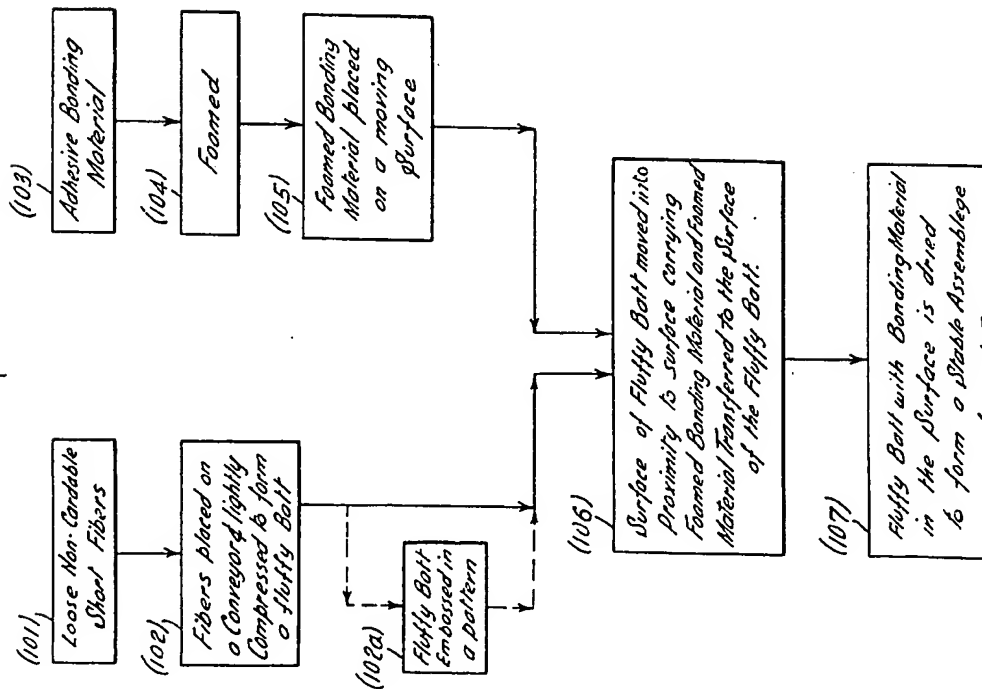 (101)
Loose Non-Cardable
Short Fibers
(102)
Fibers placed on
a Conveyor & lightly
Compressed to form
a fluffy Batt
(102a)
Fluffy Batt
Embossed in
a pattern
(103)
Adhesive Bonding
Material
(104)
Foamed
(105)
Foamed Bonding
Material placed
on a moving
Surface
(106)
Surface of Fluffy Batt moved into
Proximity to surface carrying
Foamed Bonding Material and Foamed
Material Transferred to the Surface
of the Fluffy Batt.
(107)
Fluffy Batt with Bonding Material
in the Surface is dried
to form a Stable Assemblege